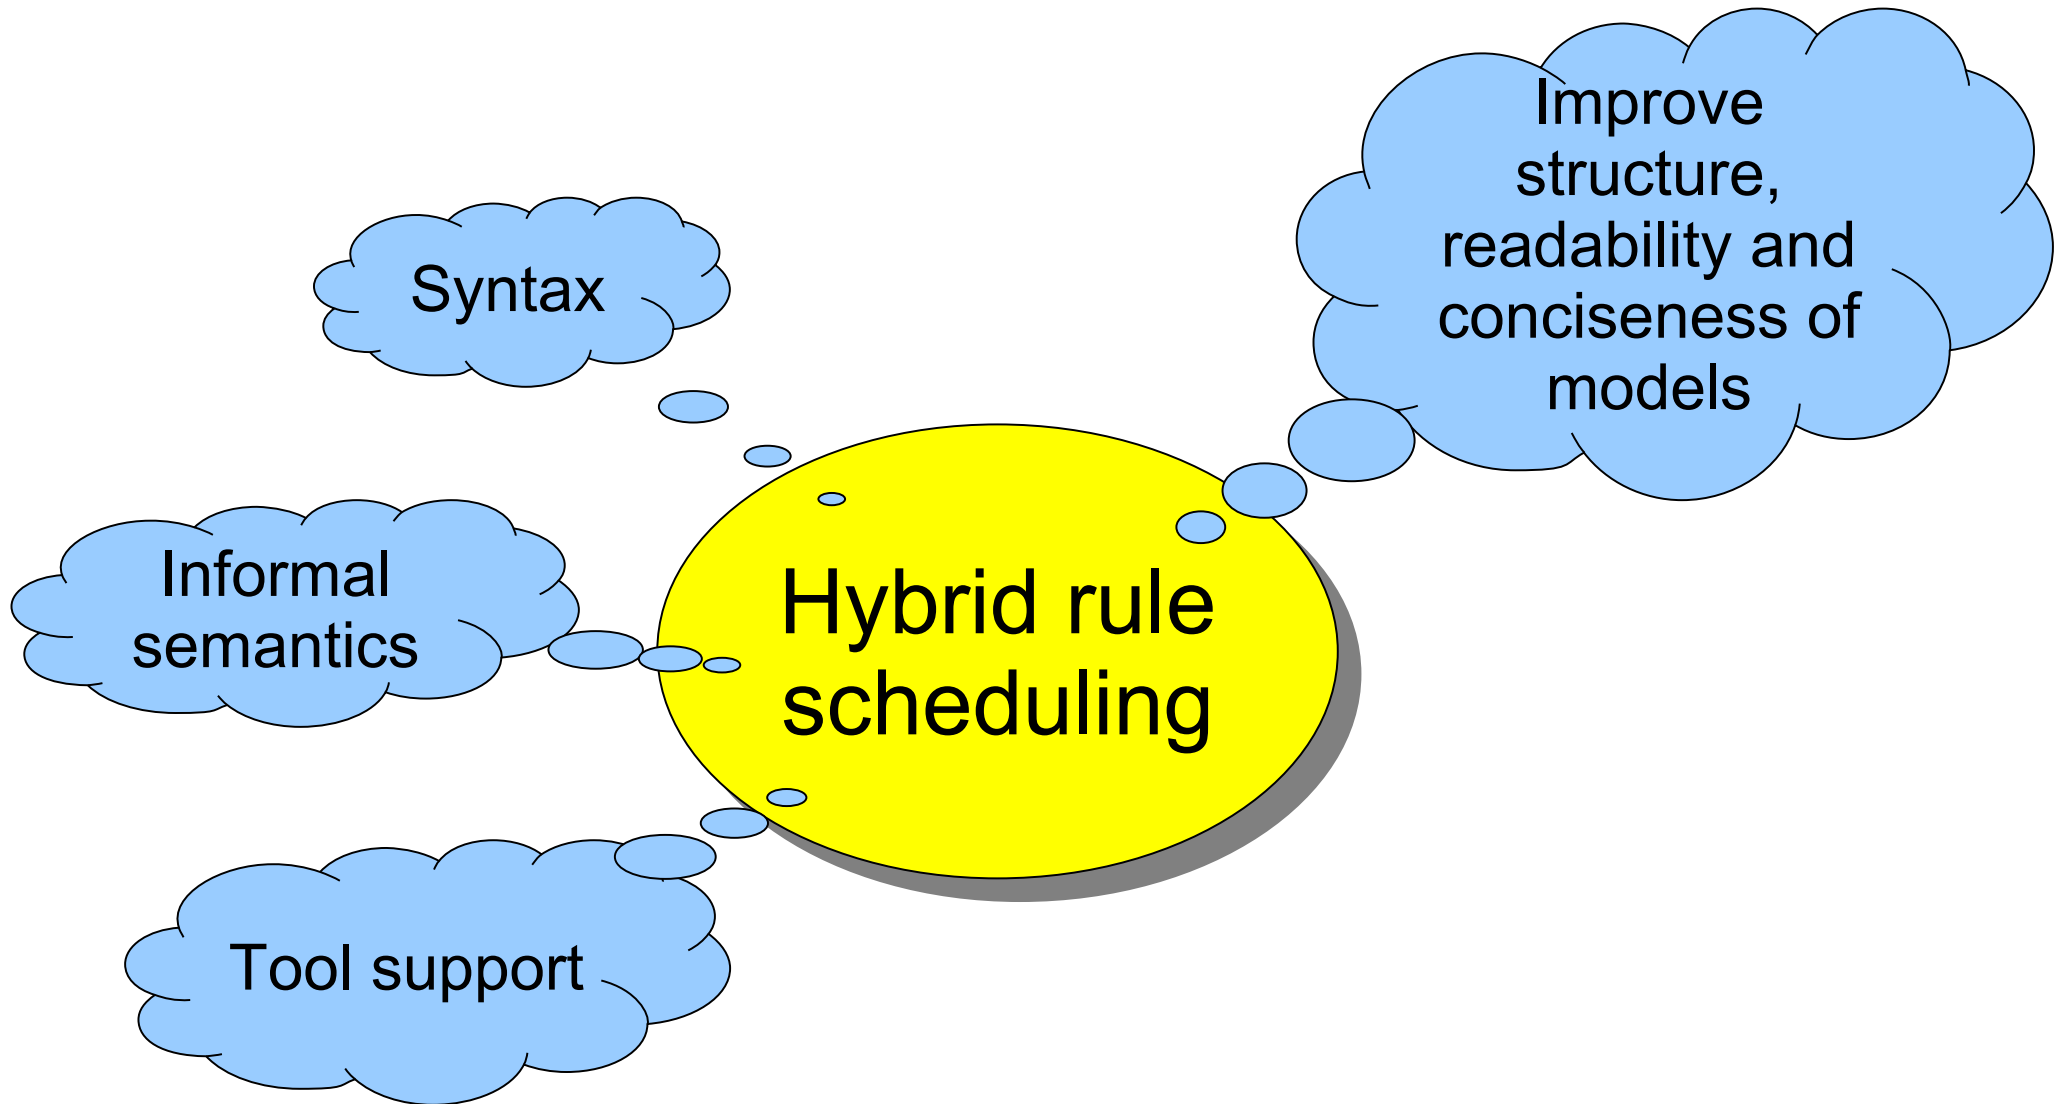 Improve
structure,
readability and
conciseness of
models
Syntax
Informal
semantics
Hybrid rule
scheduling
Tool support